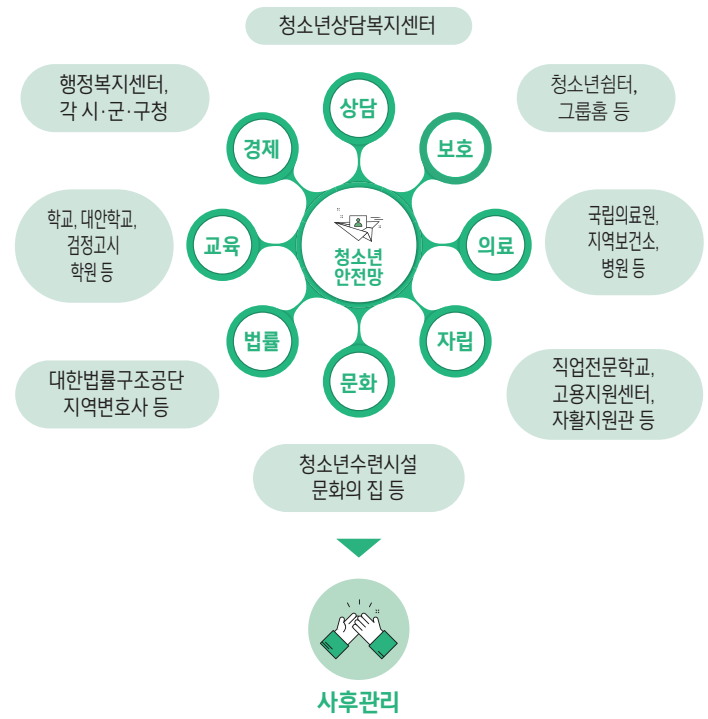 청소년상담복지센터
행정복지센터,
각 시·군·구청
청소년쉼터,
그룹홈 등
상담
경제
보호
학교, 대안학교,
검정고시
학원 등
교육
청소년
안전망
의료
국립의료원,
지역보건소,
병원 등
법률
자립
문화
대한법률구조공단
지역변호사 등
직업전문학교,
고용지원센터,
자활지원관 등
청소년수련시설
문화의 집 등
사후관리